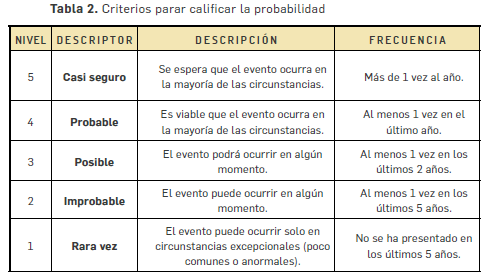 Tabla 2. Criterios parar calificar la probabilidad
NIVEL DESCRIPTOR DESCRIPCIÓN FRECUENCIA
5 Casi seguro Se espera que el evento ocurra en la mayoría de las circunstancias. Más de 1 vez al año.
4 Probable Es viable que el evento ocurra en la mayoría de las circunstancias. Al menos 1 vez en el último año.
3 Posible El evento podrá ocurrir en algún momento. Al menos 1 vez en los últimos 2 años.
2 Improbable El evento puede ocurrir en algún momento. Al menos 1 vez en los últimos 5 años.
1 Rara vez El evento puede ocurrir solo en circunstancias excepcionales (poco comunes o anormales). No se ha presentado en los últimos 5 años.